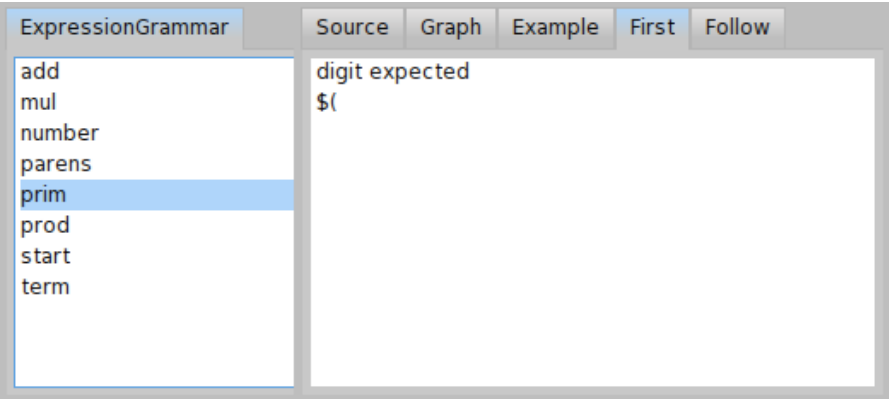 ExpressionGrammar
Source Graph Example First Follow
add
mul
number
parens
prim
prod
start
term
digit expected
$(